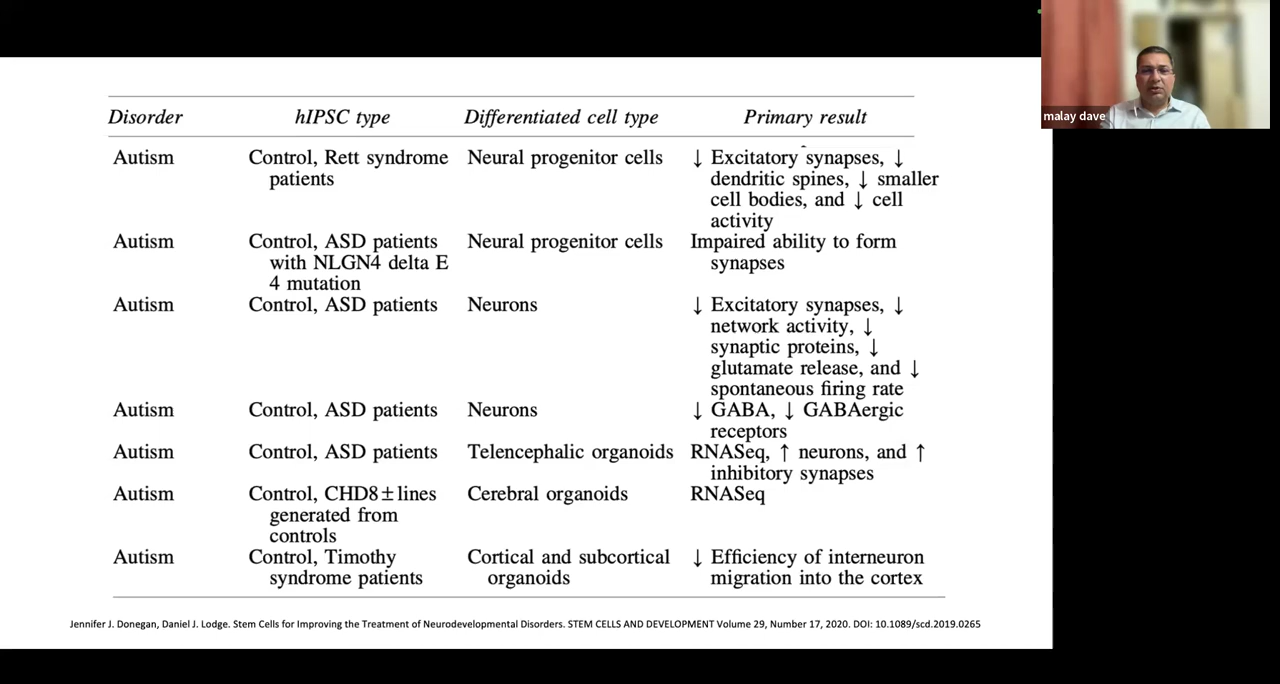 malay dave
Disorder hIPSC type Differentiated cell type Primary result
Autism Control, Rett syndrome Neural progenitor cells ↓ Excitatory synapses, ↓
patients dendritic spines, ↓ smaller
cell bodies, and ↓ cell
activity
Autism Control, ASD patients Neural progenitor cells Impaired ability to form
with NLGN4 delta E synapses
4 mutation
Autism Control, ASD patients Neurons ↓ Excitatory synapses, ↓
network activity, ↓
synaptic proteins, ↓
glutamate release, and ↓
spontaneous firing rate
Autism Control, ASD patients Neurons ↓ GABA, ↓ GABAergic
receptors
Autism Control, ASD patients Telencephalic organoids RNASeq, ↑ neurons, and ↑
inhibitory synapses
Autism Control, CHD8±lines Cerebral organoids RNASeq
generated from
controls
Autism Control, Timothy Cortical and subcortical ↓ Efficiency of interneuron
syndrome patients organoids migration into the cortex
Jennifer J. Donegan, Daniel J. Lodge. Stem Cells for Improving the Treatment of Neurodevelopmental Disorders. STEM CELLS AND DEVELOPMENT Volume 29, Number 17, 2020. DOI: 10.1089/scd.2019.0265